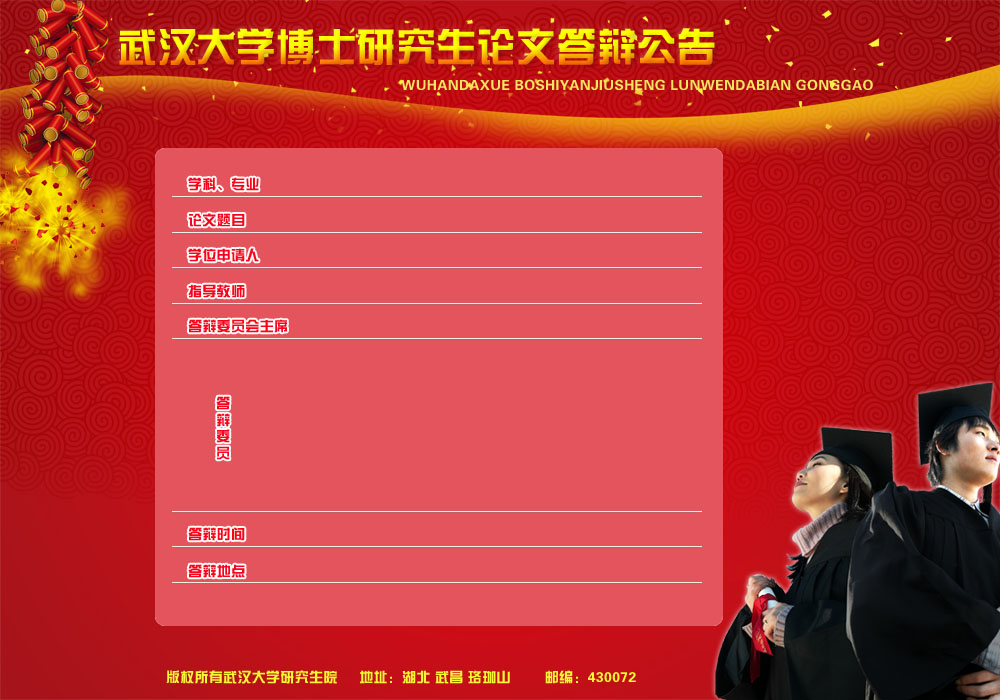 武汉大学博士研究生论文答辩公告
WUHANDAXUE BOSHIYANJIUSHENG LUNWENDABIAN GONGGAO
学科、专业
论文题目
学位申请人
指导教师
答辩委员会主席
答辩委员
答辩时间
答辩地点
版权所有武汉大学研究生院 地址：湖北 武昌 珞珈山 邮编：430072